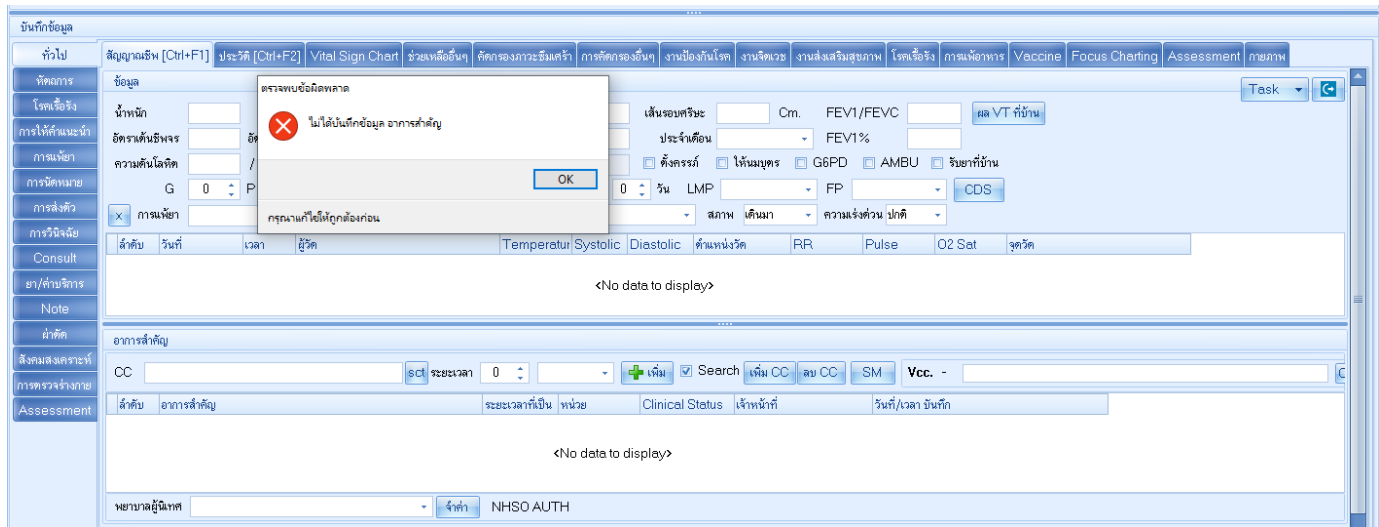 บันทึกข้อมูล
ทั่วไป
หัตถการ
โรคเรื้อรัง
การให้คำแนะนำ
การแพ้ยา
การนัดหมาย
การส่งตัว
การวินิจฉัย
Consult
ยา/ค่าบริการ
Note
ผ่าตัด
สังคมสงเคราะห์
การตรวจร่างกาย
Assessment
สัญญาณชีพ [Ctrl+F1] ประวัติ [Ctrl+F2] Vital Sign Chart ช่วยเหลืออื่นๆ คัดกรองภาวะซึมเศร้า การคัดกรองอื่นๆ งานป้องกันโรค งานจิตเวช งานส่งเสริมสุขภาพ โรคเรื้อรัง การแพ้อาหาร Vaccine Focus Charting Assessment กายภาพ
ข้อมูล
Task
ตรวจพบข้อผิดพลาด
ไม่ได้บันทึกข้อมูล อาการสำคัญ
OK
กรุณาแก้ไขให้ถูกต้องก่อน
น้ำหนัก เส้นรอบศรีษะ Cm. FEV1/FEVC ผล VT ที่บ้าน
อัตราเต้นชีพจร ประจำเดือน FEV1%
ความดันโลหิต / ตั้งครรภ์ ให้นมบุตร G6PD AMBU รับยาที่บ้าน
G 0 P 0 วัน LMP FP CDS
x การแพ้ยา สภาพ เดินมา ความเร่งด่วน ปกติ
ลำดับ วันที่ เวลา ผู้วัด Temperatur Systolic Diastolic ตำแหน่งวัด RR Pulse O2 Sat จุดวัด
<No data to display>
อาการสำคัญ
CC sct ระยะเวลา 0 เพิ่ม Search เพิ่ม CC ลบ CC SM Vcc. -
ลำดับ อาการสำคัญ ระยะเวลาที่เป็น หน่วย Clinical Status เจ้าหน้าที่ วันที่/เวลา บันทึก
<No data to display>
พยาบาลผู้นิเทศ จำค่า NHSO AUTH